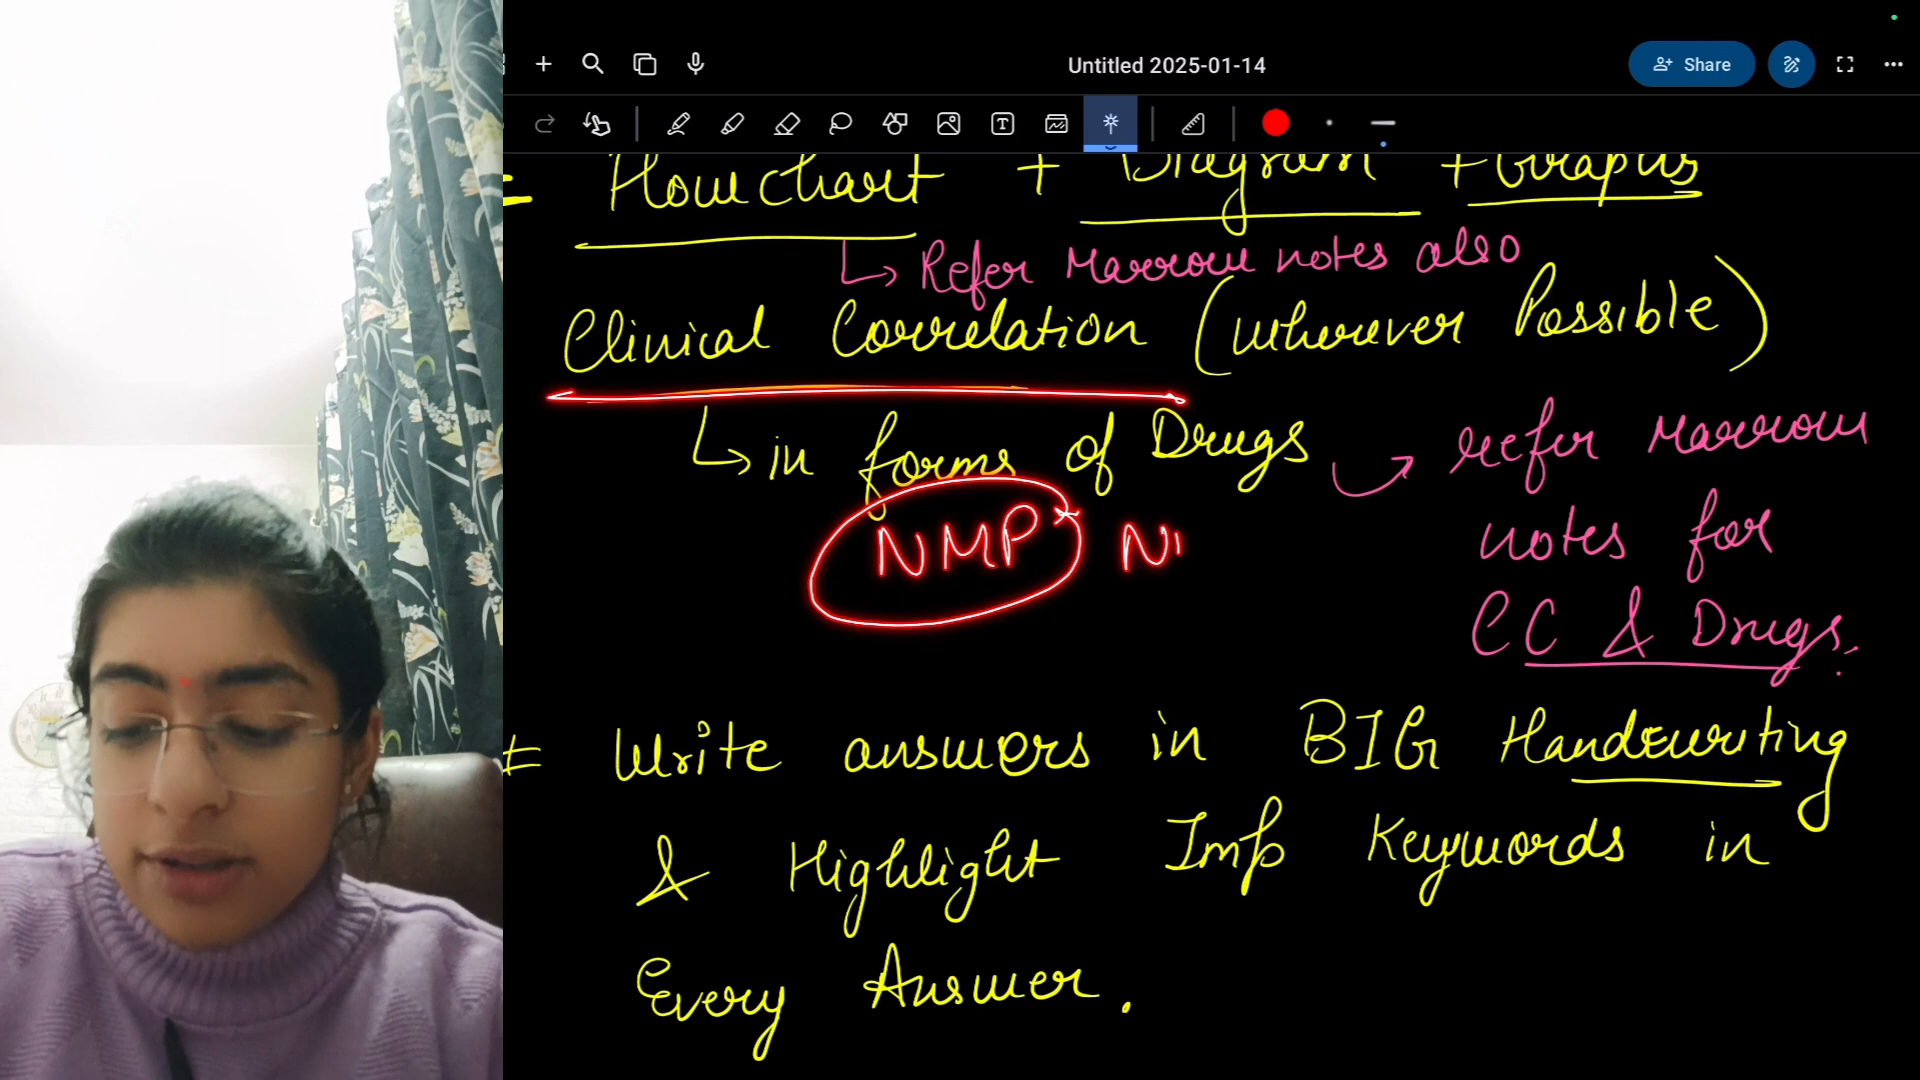 Untitled 2025-01-14
Share
= Flowchart + Diagram + Graphs
↳ Refer Marrow notes also
Clinical Correlation (wherever Possible)
↳ in forms of Drugs
refer Marrow
notes for
CC & Drugs.
NMP
= Write answers in BIG Handwriting
& Highlight Imp Keywords in
Every Answer.